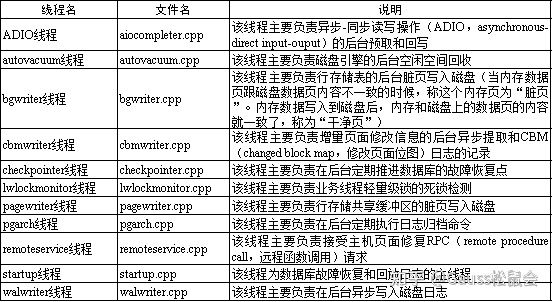 线程名 文件名 说明
ADIO线程 aiocompleter.cpp 该线程主要负责异步-同步读写操作（ADIO，asynchronous-
direct input-ouput）的后台预取和回写
autovacuum线程 autovacuum.cpp 该线程主要负责磁盘引擎的后台空闲空间回收
bgwriter线程 bgwriter.cpp 该线程主要负责行存储表的后台脏页写入磁盘（当内存数据
页跟磁盘数据页内容不一致的时候，称这个内存页为“脏页
”。内存数据写入到磁盘后，内存和磁盘上的数据页的内容
就一致了，称为“干净页”）
cbmwriter线程 cbmwriter.cpp 该线程主要负责增量页面修改信息的后台异步提取和CBM
（changed block map，修改页面位图）日志的记录
checkpointer线程 checkpointer.cpp 该线程主要负责在后台定期推进数据库的故障恢复点
lwlockmonitor线程 lwlockmonitor.cpp 该线程主要负责业务线程轻量级锁的死锁检测
pagewriter线程 pagewriter.cpp 该线程主要负责行存储共享缓冲区的脏页写入磁盘
pgarch线程 pgarch.cpp 该线程主要负责在后台定期执行日志归档命令
remoteservice线程 remoteservice.cpp 该线程主要负责接受主机页面修复RPC（remote procedure
call，远程函数调用）请求
startup线程 startup.cpp 该线程为数据库故障恢复和回放日志的主线程
walwriter线程 walwriter.cpp 该线程主要负责在后台异步写入磁盘日志